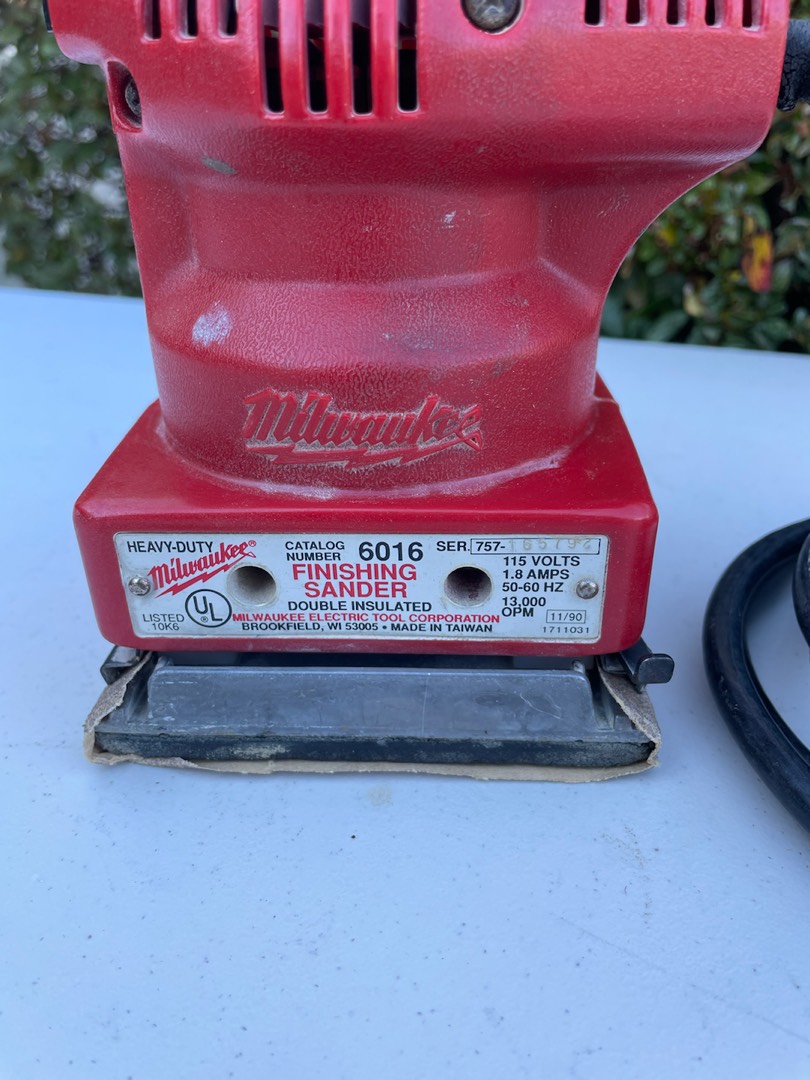 Milwaukee
HEAVY-DUTY Milwaukee® CATALOG NUMBER 6016 SER. 757-
FINISHING
SANDER
DOUBLE INSULATED
115 VOLTS
1.8 AMPS
50-60 HZ
13,000
OPM 11/90
LISTED
10K6
UL®
MILWAUKEE ELECTRIC TOOL CORPORATION
BROOKFIELD, WI 53005 • MADE IN TAIWAN
1711031